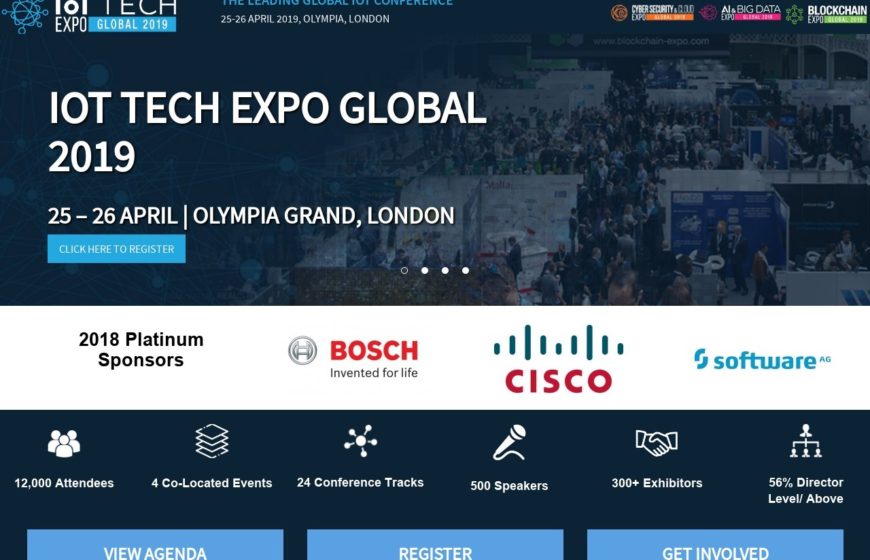 IoT TECH
EXPO GLOBAL 2019
THE LEADING GLOBAL IOT CONFERENCE
25-26 APRIL 2019, OLYMPIA, LONDON
CYBER SECURITY & CLOUD
EXPO GLOBAL 2019
AI & BIG DATA
EXPO GLOBAL 2019
BLOCKCHAIN
EXPO GLOBAL 2019
www.blockchain-expo.com
IOT TECH EXPO GLOBAL
2019
25 – 26 APRIL | OLYMPIA GRAND, LONDON
CLICK HERE TO REGISTER
2018 Platinum
Sponsors
BOSCH
Invented for life
CISCO
software AG
12,000 Attendees
4 Co-Located Events
24 Conference Tracks
500 Speakers
300+ Exhibitors
56% Director
Level/ Above
VIEW AGENDA
REGISTER
GET INVOLVED